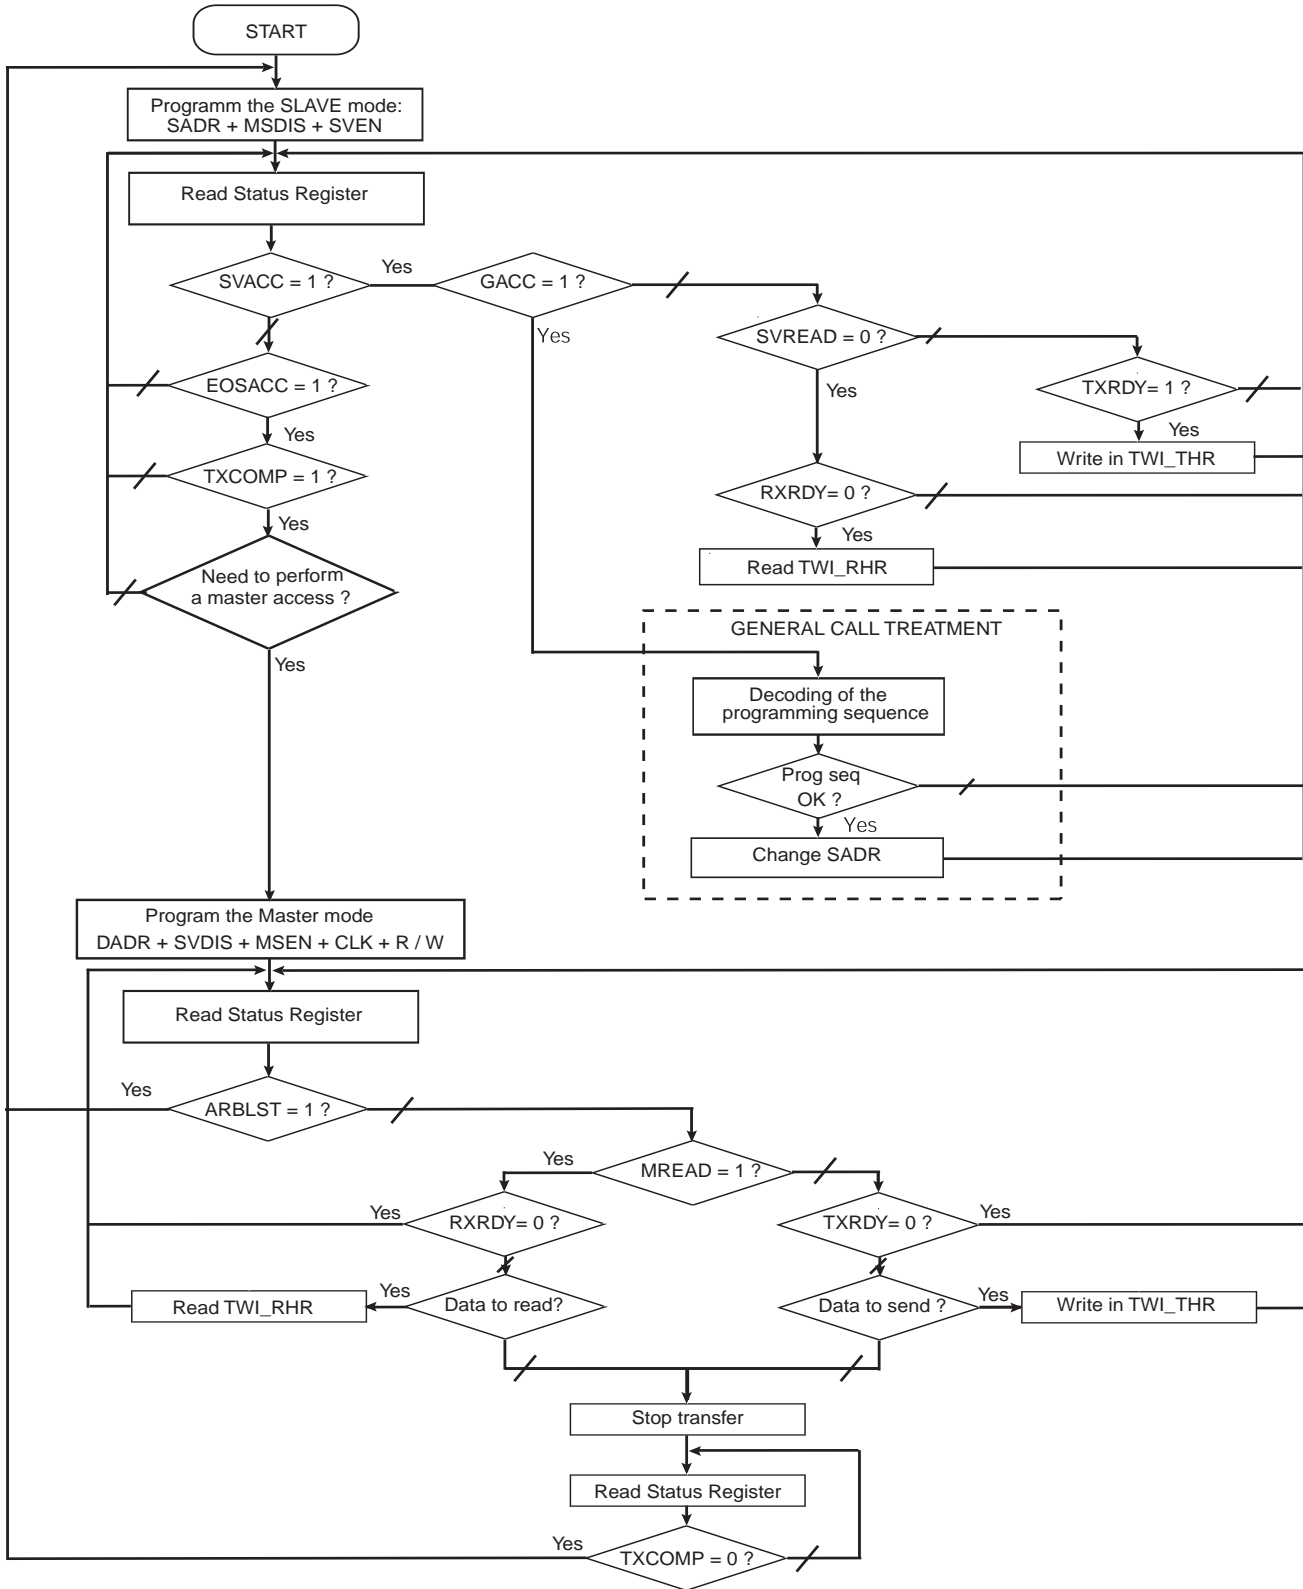 START
Programm the SLAVE mode:
SADR + MSDIS + SVEN
Read Status Register
SVACC = 1 ?
Yes
GACC = 1 ?
Yes
SVREAD = 0 ?
Yes
EOSACC = 1 ?
Yes
TXRDY= 1 ?
Yes
Write in TWI_THR
TXCOMP = 1 ?
Yes
RXRDY= 0 ?
Yes
Read TWI_RHR
Need to perform
a master access ?
Yes
GENERAL CALL TREATMENT
Decoding of the
programming sequence
Prog seq
OK ?
Yes
Change SADR
Program the Master mode
DADR + SVDIS + MSEN + CLK + R / W
Read Status Register
Yes
ARBLST = 1 ?
Yes
MREAD = 1 ?
Yes
RXRDY= 0 ?
TXRDY= 0 ?
Yes
Read TWI_RHR
Yes
Data to read?
Data to send ?
Yes
Write in TWI_THR
Stop transfer
Read Status Register
Yes
TXCOMP = 0 ?